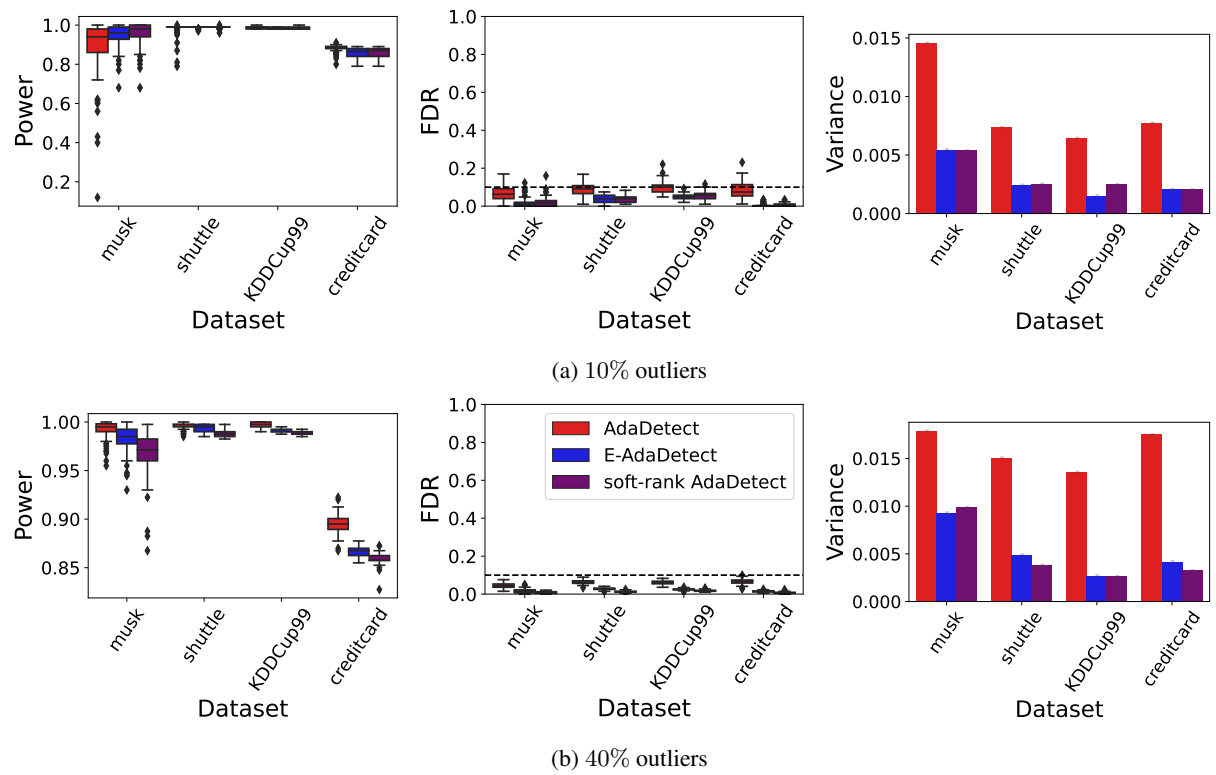 Power
1.0
0.8
0.6
0.4
0.2
musk
shuttle
KDDCup99
creditcard
Dataset
FDR
1.0
0.8
0.6
0.4
0.2
0.0
musk
shuttle
KDDCup99
creditcard
Dataset
Variance
0.015
0.010
0.005
0.000
musk
shuttle
KDDCup99
creditcard
Dataset
(a) 10% outliers
Power
1.00
0.95
0.90
0.85
musk
shuttle
KDDCup99
creditcard
Dataset
FDR
1.0
0.8
0.6
0.4
0.2
0.0
AdaDetect
E-AdaDetect
soft-rank AdaDetect
musk
shuttle
KDDCup99
creditcard
Dataset
Variance
0.015
0.010
0.005
0.000
musk
shuttle
KDDCup99
creditcard
Dataset
(b) 40% outliers